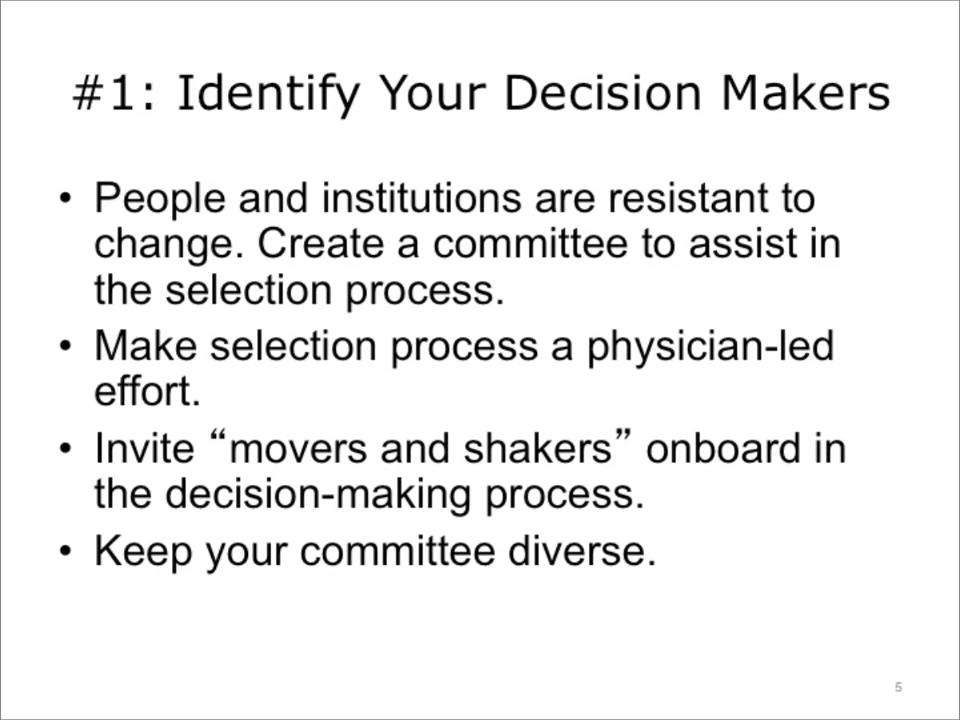 #1: Identify Your Decision Makers
• People and institutions are resistant to
change. Create a committee to assist in
the selection process.
• Make selection process a physician-led
effort.
• Invite “movers and shakers” onboard in
the decision-making process.
• Keep your committee diverse.
5